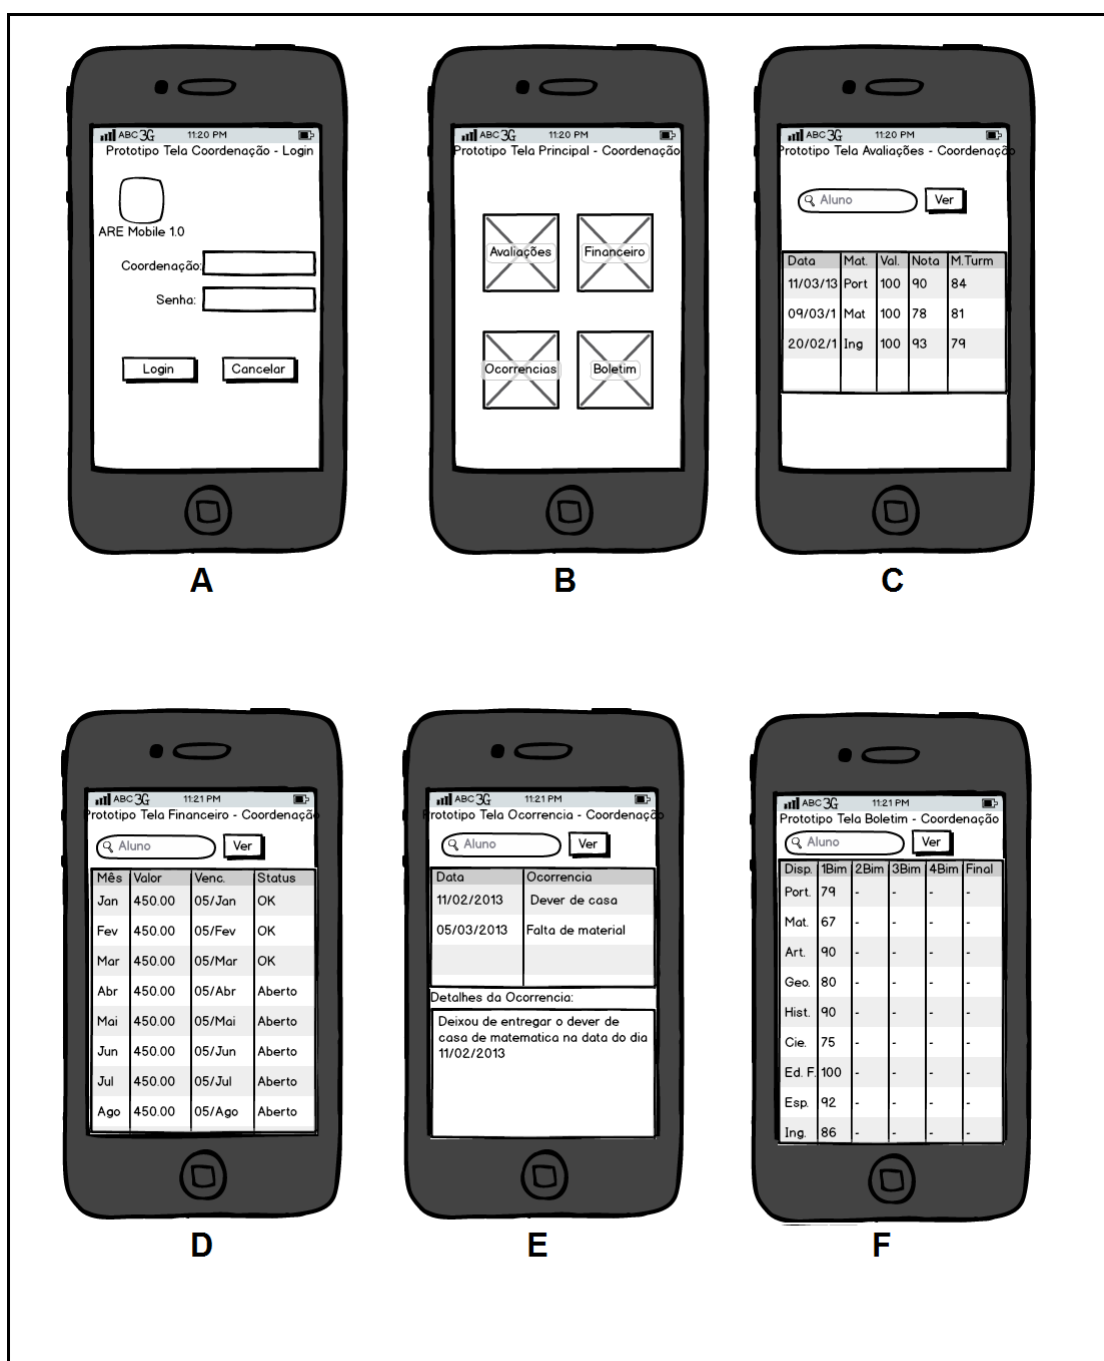 ABC 3G 11:20 PM
Prototipo Tela Coordenação - Login
ARE Mobile 1.0
Coordenação:
Senha:
Login Cancelar
A
ABC 3G 11:20 PM
Prototipo Tela Principal - Coordenação
Avaliações Financeiro
Ocorrencias Boletim
B
ABC 3G 11:20 PM
Prototipo Tela Avaliações - Coordenação
Aluno Ver
Data Mat. Val. Nota M.Turm
11/03/13 Port 100 90 84
09/03/1 Mat 100 78 81
20/02/1 Ing 100 93 79
C
ABC 3G 11:21 PM
Prototipo Tela Financeiro - Coordenação
Aluno Ver
Mês Valor Venc. Status
Jan 450.00 05/Jan OK
Fev 450.00 05/Fev OK
Mar 450.00 05/Mar OK
Abr 450.00 05/Abr Aberto
Mai 450.00 05/Mai Aberto
Jun 450.00 05/Jun Aberto
Jul 450.00 05/Jul Aberto
Ago 450.00 05/Ago Aberto
D
ABC 3G 11:21 PM
Prototipo Tela Ocorrencia - Coordenação
Aluno Ver
Data Ocorrencia
11/02/2013 Dever de casa
05/03/2013 Falta de material
Detalhes da Ocorrencia:
Deixou de entregar o dever de
casa de matematica na data do dia
11/02/2013
E
ABC 3G 11:21 PM
Prototipo Tela Boletim - Coordenação
Aluno Ver
Disp. 1Bim 2Bim 3Bim 4Bim Final
Port. 79 - - - -
Mat. 67 - - - -
Art. 90 - - - -
Geo. 80 - - - -
Hist. 90 - - - -
Cie. 75 - - - -
Ed. F. 100 - - - -
Esp. 92 - - - -
Ing. 86 - - - -
F